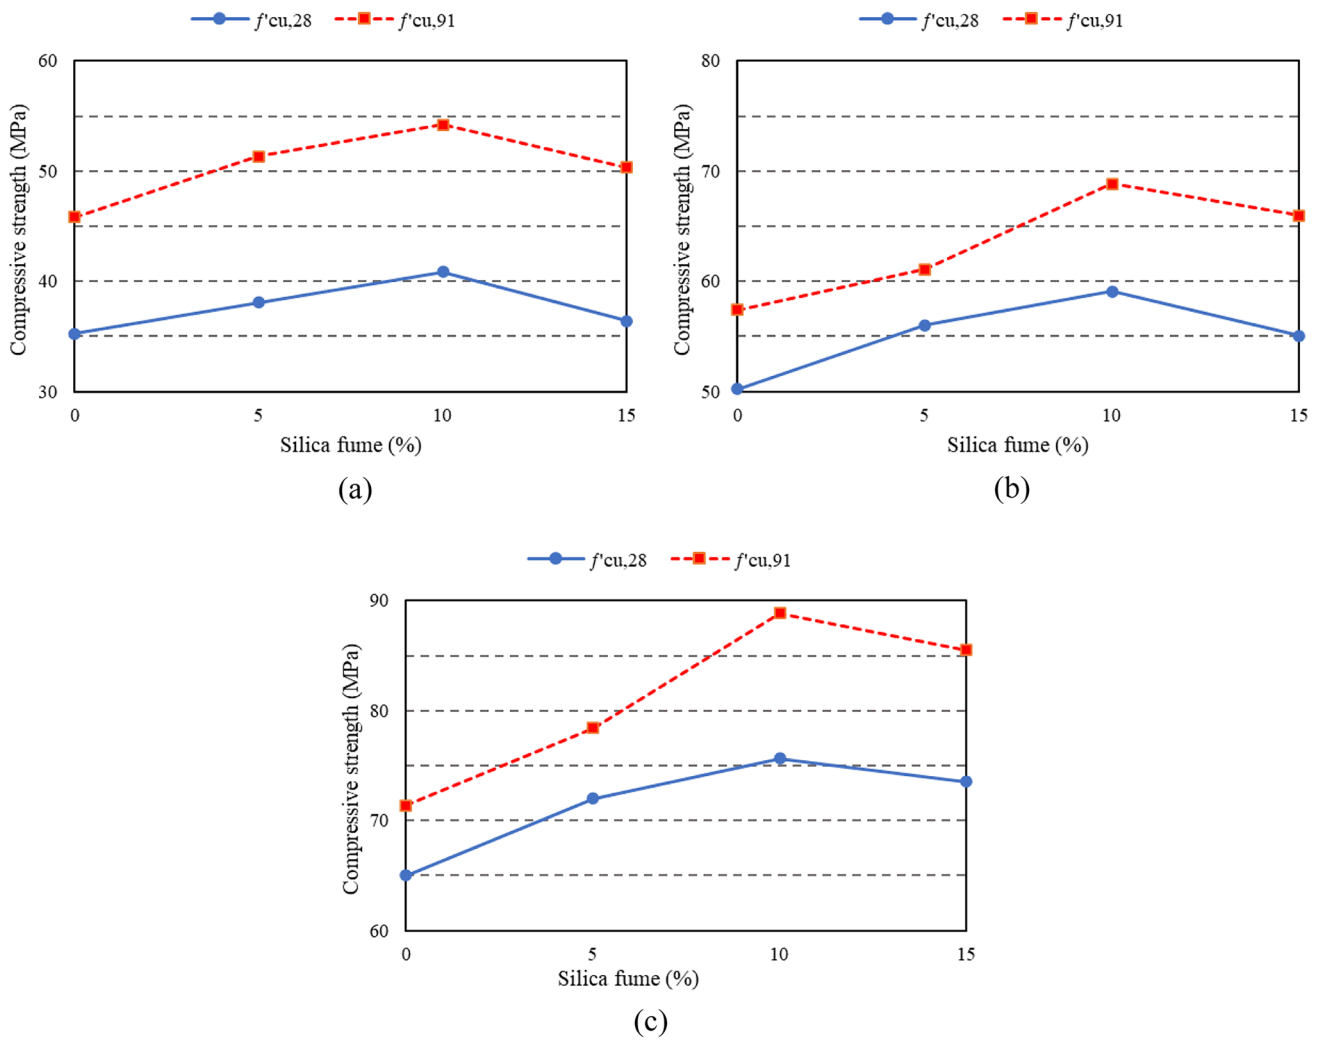 f'cu,28 f'cu,91
Compressive strength (MPa)
60
50
40
30
0 5 10 15
Silica fume (%)
(a)
f'cu,28 f'cu,91
Compressive strength (MPa)
80
70
60
50
0 5 10 15
Silica fume (%)
(b)
f'cu,28 f'cu,91
Compressive strength (MPa)
90
80
70
60
0 5 10 15
Silica fume (%)
(c)